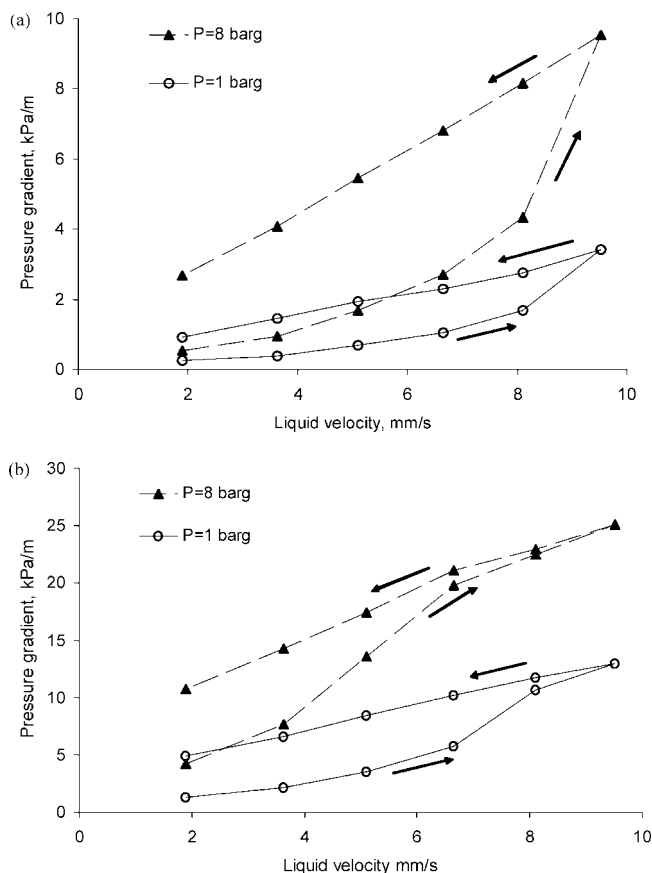 (a)
10
8
6
4
2
0
Pressure gradient, kPa/m
P=8 barg
P=1 barg
0 2 4 6 8 10
Liquid velocity, mm/s
(b)
30
25
20
15
10
5
0
Pressure gradient, kPa/m
P=8 barg
P=1 barg
0 2 4 6 8 10
Liquid velocity mm/s